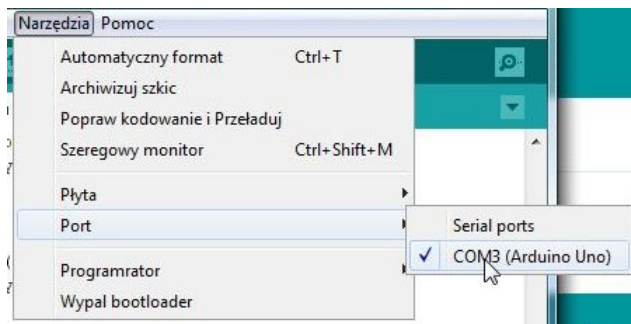 Narzędzia Pomoc
Automatyczny format Ctrl+T
Archiwizuj szkic
Popraw kodowanie i Przeładuj
Szeregowy monitor Ctrl+Shift+M
Płyta
Port
Serial ports
COM3 (Arduino Uno)
Programrator
Wypal bootloader